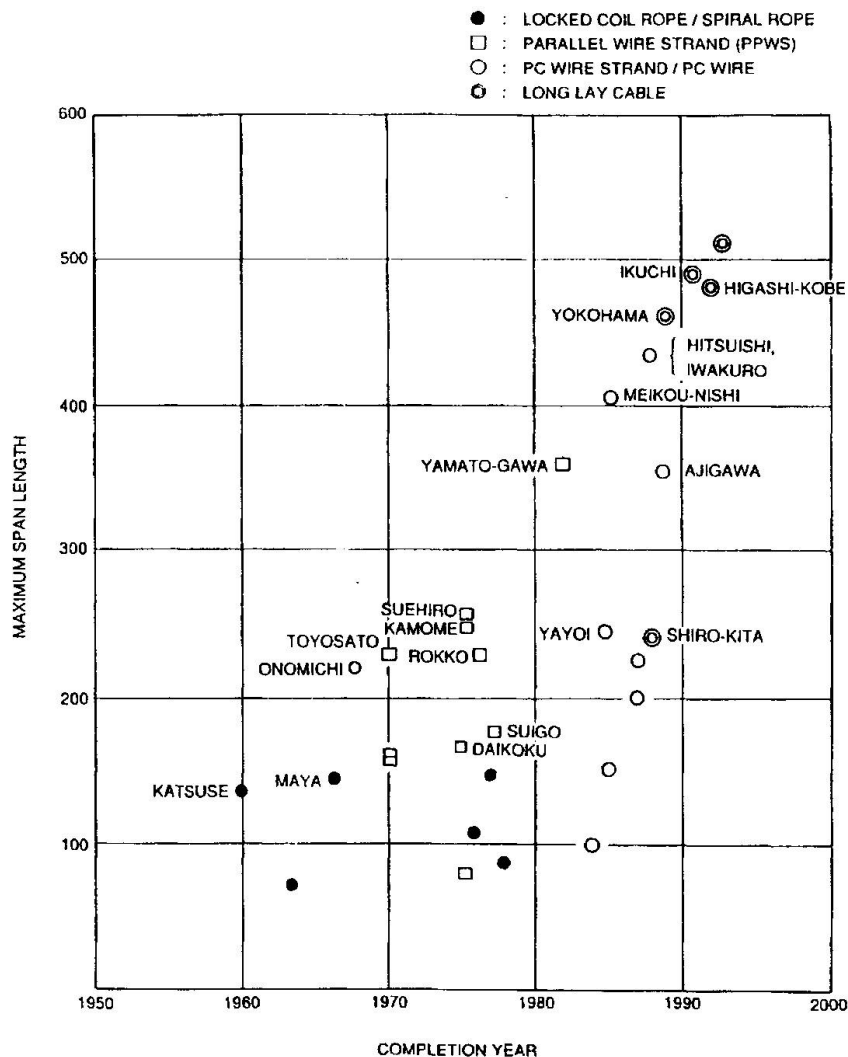 ● : LOCKED COIL ROPE / SPIRAL ROPE
□ : PARALLEL WIRE STRAND (PPWS)
○ : PC WIRE STRAND / PC WIRE
◎ : LONG LAY CABLE
600
500
400
300
200
100
MAXIMUM SPAN LENGTH
IKUCHI
HIGASHI-KOBE
YOKOHAMA
HITSUISHI,
IWAKURO
MEIKOU-NISHI
YAMATO-GAWA
AJIGAWA
SUEHIRO
KAMOME
TOYOSATO
ROKKO
ONOMICHI
YAYOI
SHIRO-KITA
SUIGO
DAIKOKU
KATSUSE
MAYA
1950 1960 1970 1980 1990 2000
COMPLETION YEAR